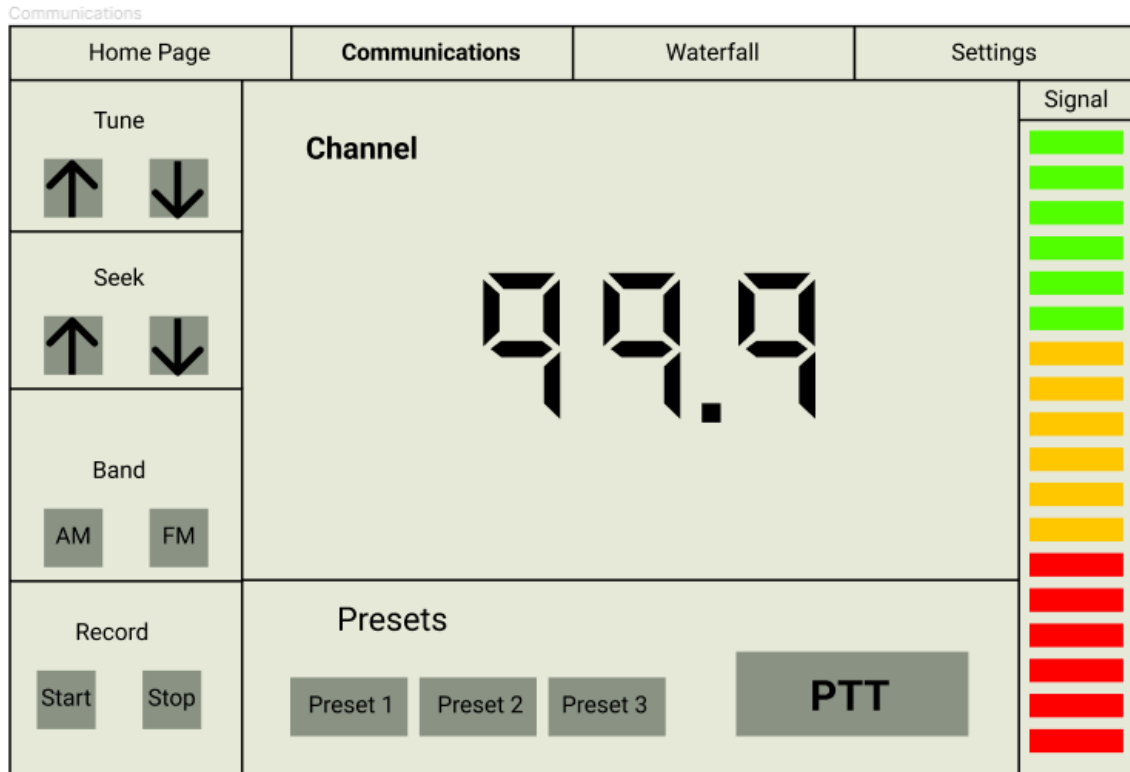 Communications
Home Page Communications Waterfall Settings
Signal
Tune
Channel
Seek
99.9
Band
AM FM
Presets
Record
Start Stop
Preset 1 Preset 2 Preset 3
PTT